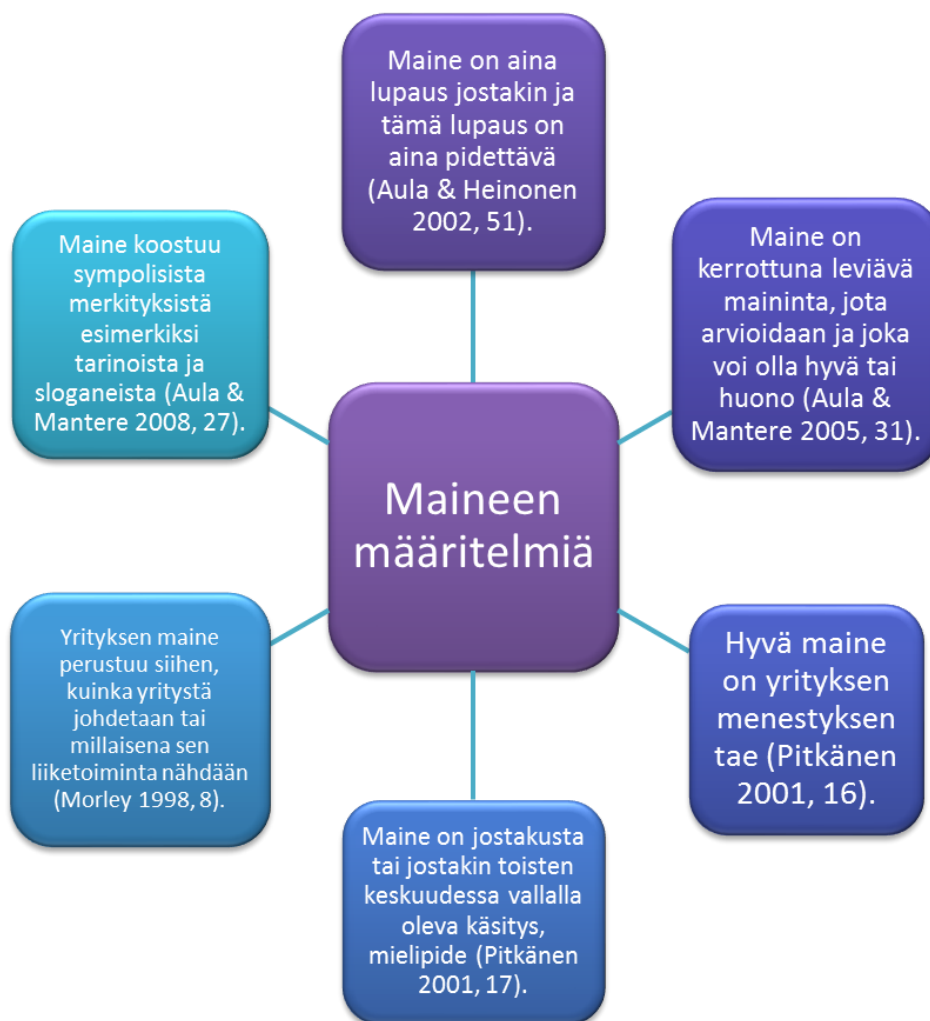 Maine on aina
lupaus jostakin ja
tämä lupaus on
aina pidettävä
(Aula & Heinonen
2002, 51).
Maine on
kerrottuna leviävä
maininta, jota
arvioidaan ja joka
voi olla hyvä tai
huono (Aula &
Mantere 2005, 31).
Hyvä maine
on yrityksen
menestyksen
tae (Pitkänen
2001, 16).
Maine on jostakusta
tai jostakin toisten
keskuudessa vallalla
oleva käsitys,
mielipide (Pitkänen
2001, 17).
Yrityksen maine
perustuu siihen,
kuinka yritystä
johdetaan tai
millaisena sen
liiketoiminta nähdään
(Morley 1998, 8).
Maine koostuu
sympolisista
merkityksistä
esimerkiksi
tarinoista ja
sloganeista (Aula &
Mantere 2008, 27).
Maineen
määritelmiä